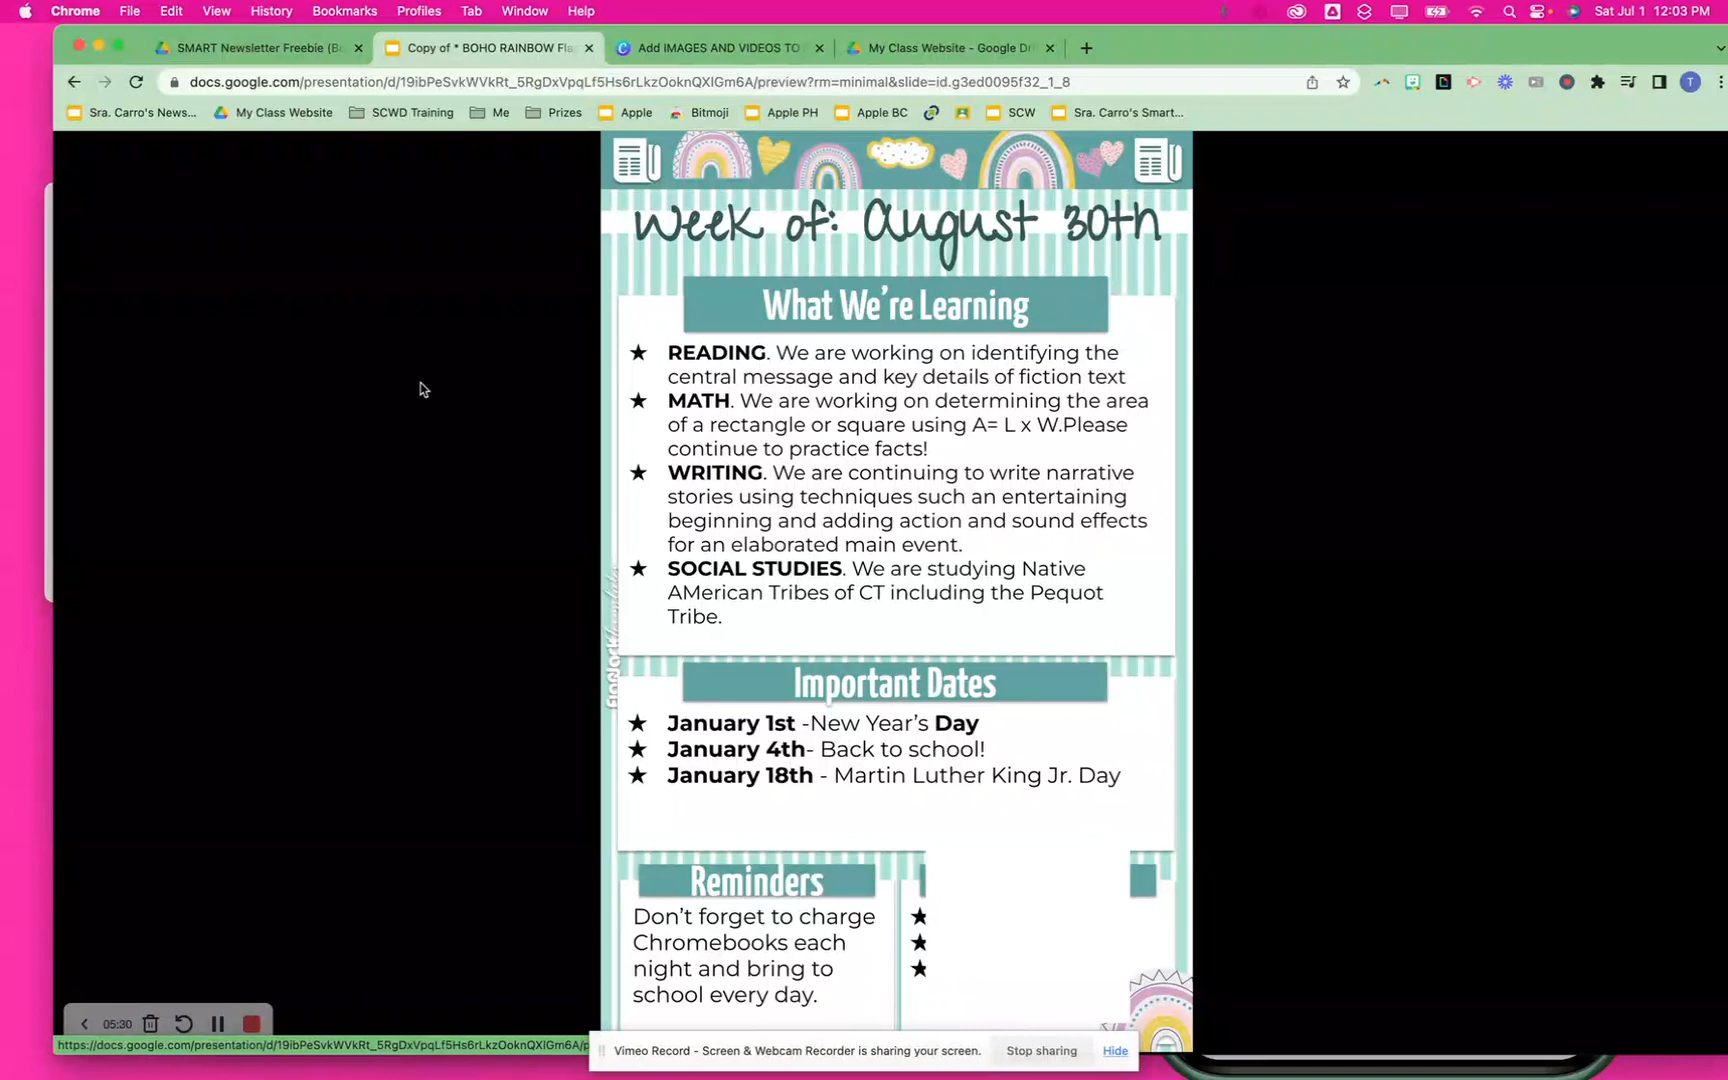 Chrome File Edit View History Bookmarks Profiles Tab Window Help Sat Jul 1 12:03 PM
SMART Newsletter Freebie (B Copy of * BOHO RAINBOW Fla Add IMAGES AND VIDEOS TO My Class Website - Google Dr
docs.google.com/presentation/d/19ibPeSvkWVkRt_5RgDxVpqLf5Hs6rLkzOoknQXlGm6A/preview?rm=minimal&slide=id.g3ed0095f32_1_8
Sra. Carro's News... My Class Website SCWD Training Me Prizes Apple Bitmoji Apple PH Apple BC SCW Sra. Carro's Smart...
Week of: August 30th
What We're Learning
★ READING. We are working on identifying the
central message and key details of fiction text
★ MATH. We are working on determining the area
of a rectangle or square using A= L x W.Please
continue to practice facts!
★ WRITING. We are continuing to write narrative
stories using techniques such an entertaining
beginning and adding action and sound effects
for an elaborated main event.
★ SOCIAL STUDIES. We are studying Native
AMerican Tribes of CT including the Pequot
Tribe.
Important Dates
★ January 1st -New Year's Day
★ January 4th- Back to school!
★ January 18th - Martin Luther King Jr. Day
Reminders
Don't forget to charge
Chromebooks each
night and bring to
school every day.
★
★
★
05:30
https://docs.google.com/presentation/d/19ibPeSvkWVkRt_5RgDxVpqLf5Hs6rLkzOoknQXlGm6A/p
Vimeo Record - Screen & Webcam Recorder is sharing your screen. Stop sharing Hide